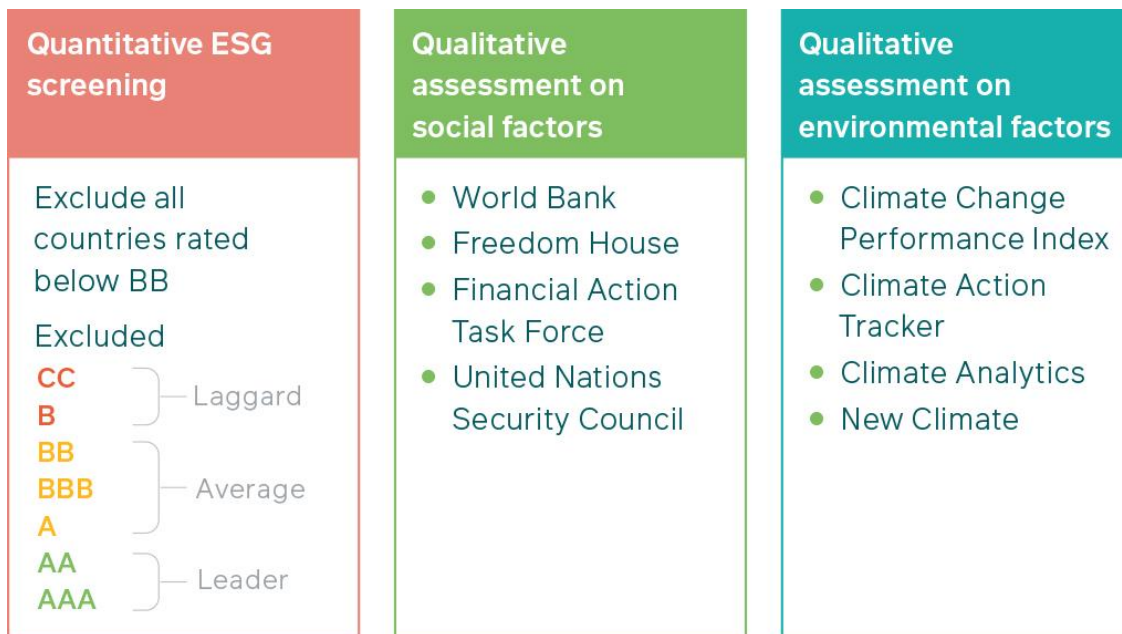 Quantitative ESG
screening
Exclude all
countries rated
below BB
Excluded
CC
B
Laggard
BB
BBB
A
Average
AA
AAA
Leader
Qualitative
assessment on
social factors
• World Bank
• Freedom House
• Financial Action
Task Force
• United Nations
Security Council
Qualitative
assessment on
environmental factors
• Climate Change
Performance Index
• Climate Action
Tracker
• Climate Analytics
• New Climate